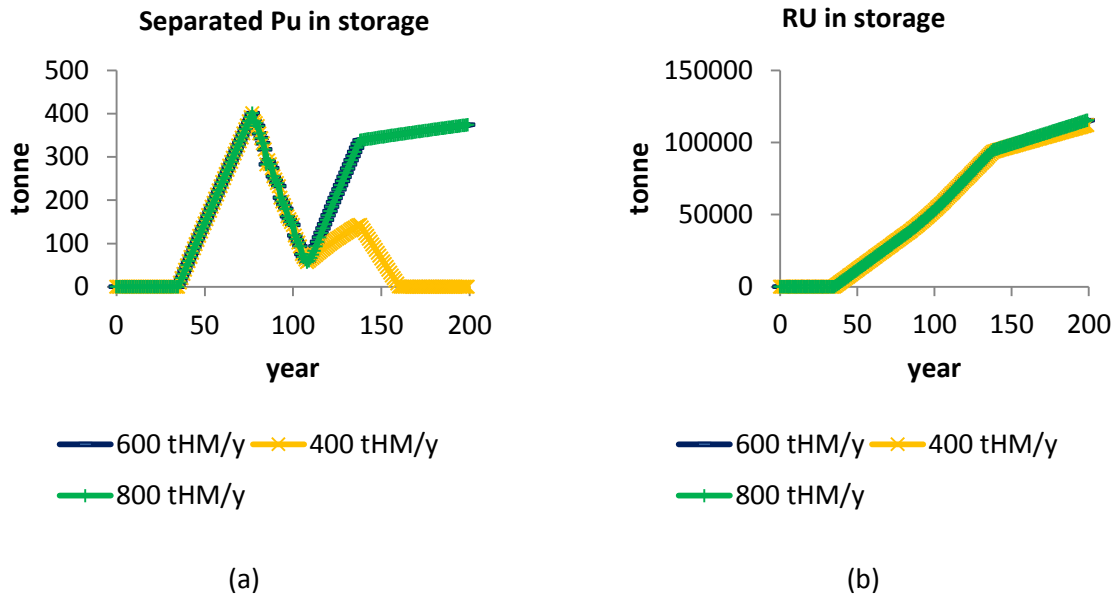 Separated Pu in storage
500
400
300
200
100
0
tonne
0 50 100 150 200
year
600 tHM/y 400 tHM/y
800 tHM/y
(a)
RU in storage
150000
100000
50000
0
tonne
0 50 100 150 200
year
600 tHM/y 400 tHM/y
800 tHM/y
(b)